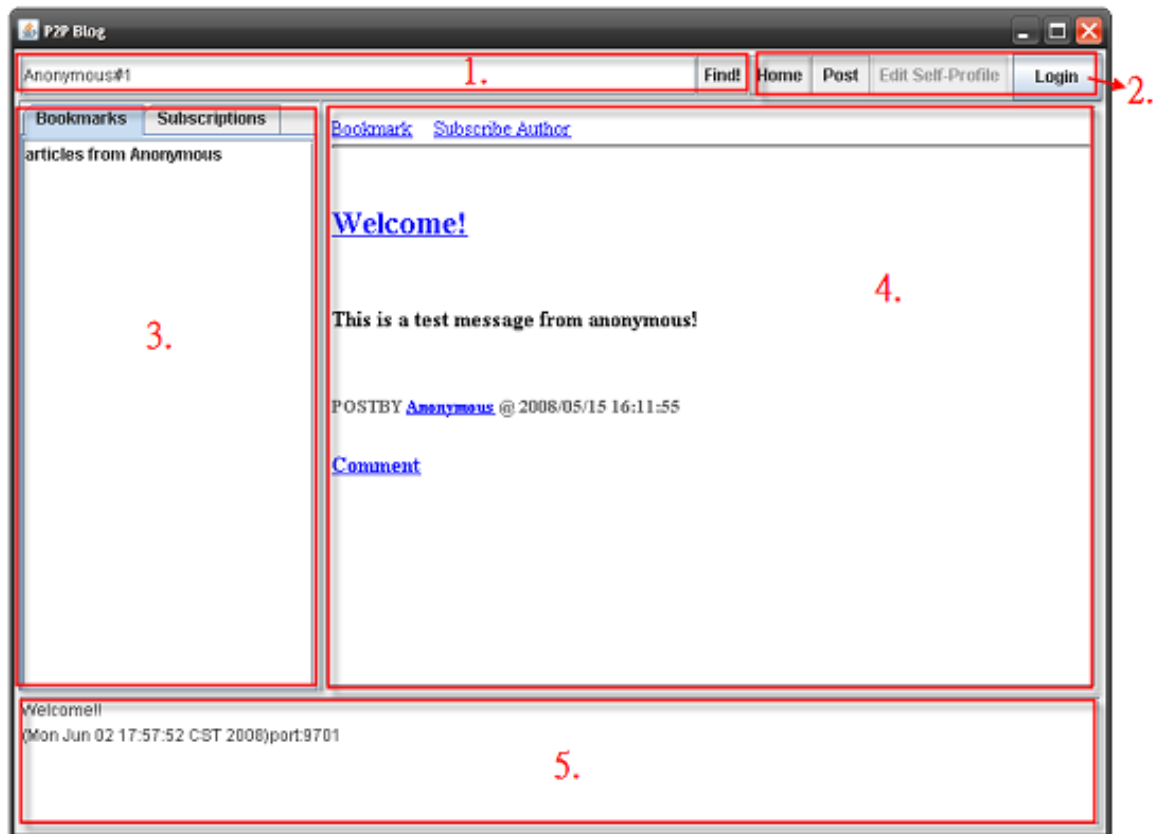 P2P Blog
Anonymous#1 1. Find! Home Post Edit Self-Profile Login
2.
Bookmarks Subscriptions
articles from Anonymous
3.
Bookmark Subscribe Author
Welcome!
4.
This is a test message from anonymous!
POSTBY Anonymous @ 2008/05/15 16:11:55
Comment
Welcome!!
(Mon Jun 02 17:57:52 CST 2008)port:9701
5.